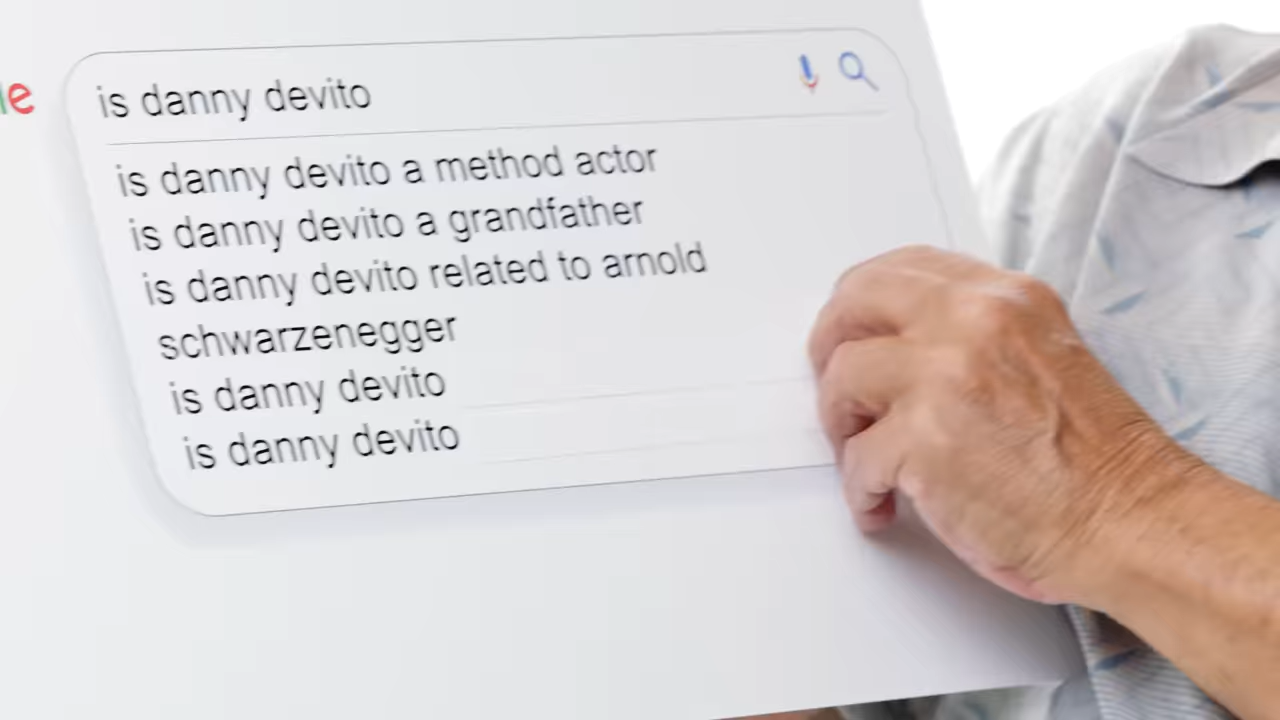 le
is danny devito
is danny devito a method actor
is danny devito a grandfather
is danny devito related to arnold
schwarzenegger
is danny devito
is danny devito